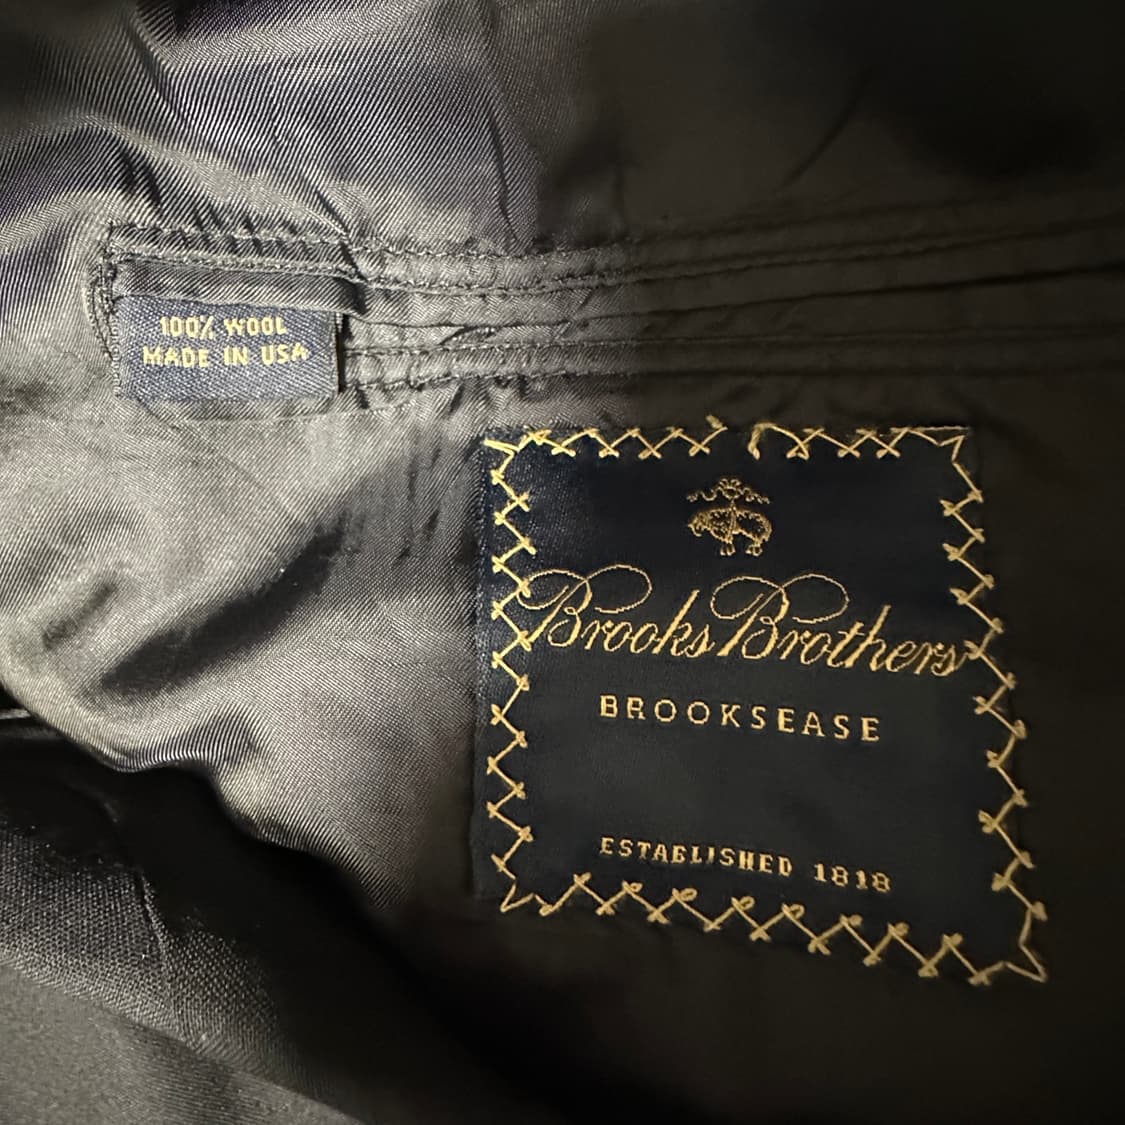 100% WOOL
MADE IN USA
Brooks Brothers
BROOKSEASE
ESTABLISHED 1818